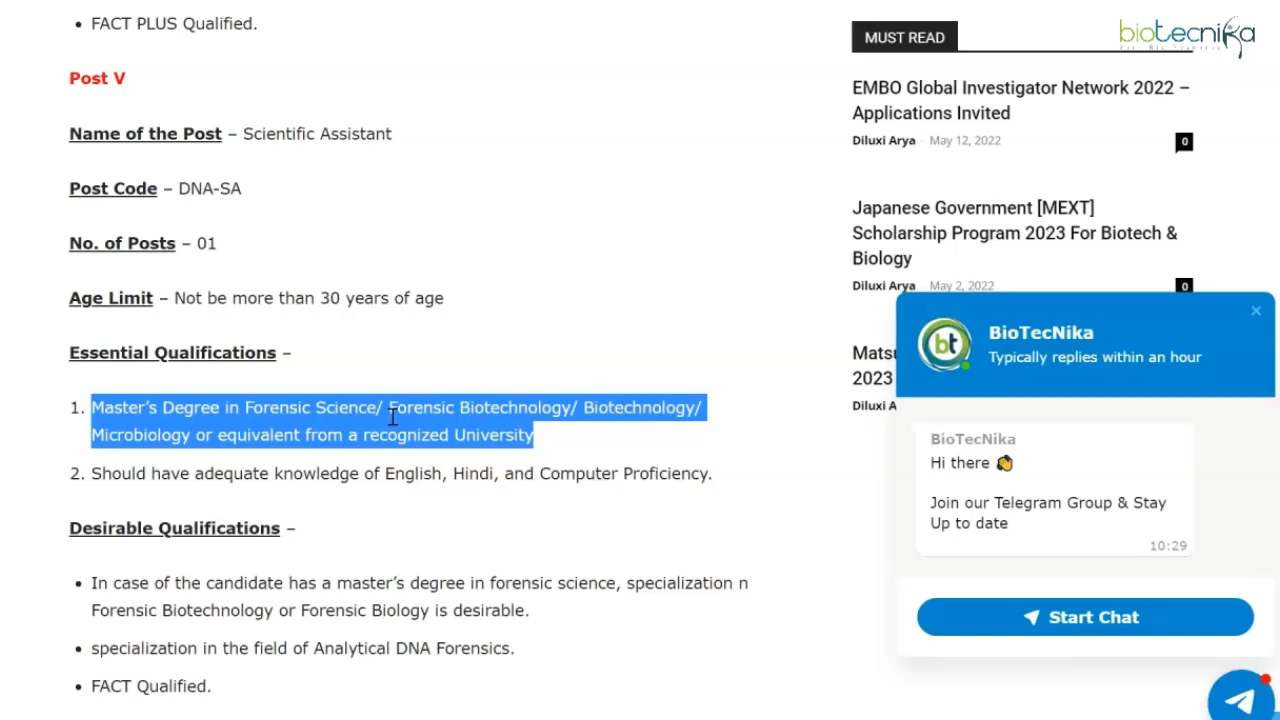 • FACT PLUS Qualified.
Post V
Name of the Post – Scientific Assistant
Post Code – DNA-SA
No. of Posts – 01
Age Limit – Not be more than 30 years of age
Essential Qualifications –
1. Master’s Degree in Forensic Science/ Forensic Biotechnology/ Biotechnology/
Microbiology or equivalent from a recognized University
2. Should have adequate knowledge of English, Hindi, and Computer Proficiency.
Desirable Qualifications –
• In case of the candidate has a master’s degree in forensic science, specialization n
Forensic Biotechnology or Forensic Biology is desirable.
• specialization in the field of Analytical DNA Forensics.
• FACT Qualified.
biotecnika
MUST READ
EMBO Global Investigator Network 2022 –
Applications Invited
Diluxi Arya - May 12, 2022
0
Japanese Government [MEXT]
Scholarship Program 2023 For Biotech &
Biology
Diluxi Arya - May 2, 2022
0
Matsu
2023
Diluxi A
BioTecNika
Typically replies within an hour
×
BioTecNika
Hi there
Join our Telegram Group & Stay
Up to date
10:29
Start Chat
bt